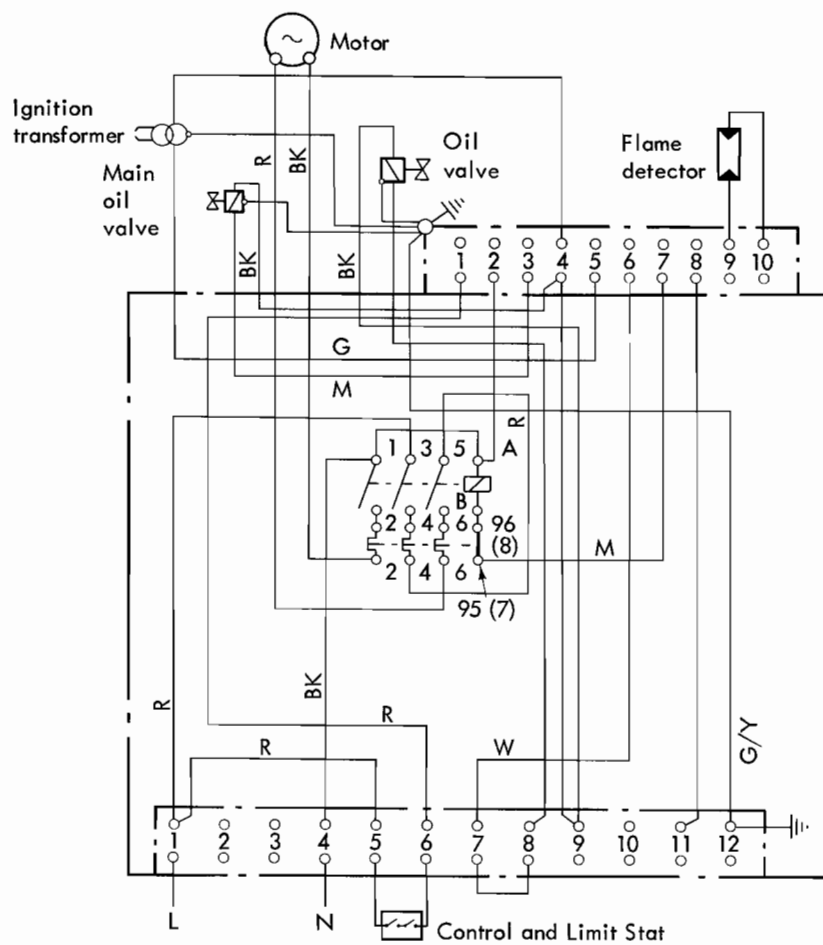 Motor
Ignition
transformer
Main
oil
valve
R
BK
Oil
valve
Flame
detector
BK
BK
1 2 3 4 5 6 7 8 9 10
G
M
R
1 3 5 A
B
2 4 6 96
(8)
M
2 4 6
95 (7)
R
BK
R
R
W
G/Y
1 2 3 4 5 6 7 8 9 10 11 12
L N
Control and Limit Stat